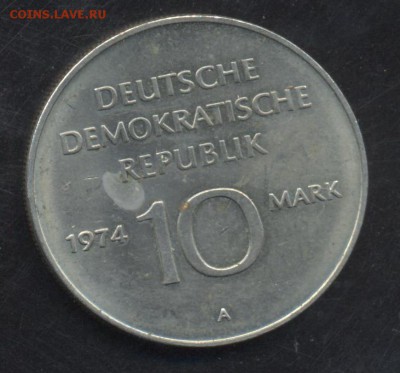 COINS.LAVE.RU
DEUTSCHE
DEMOKRATISCHE
REPUBLIK
1974 10 MARK
A